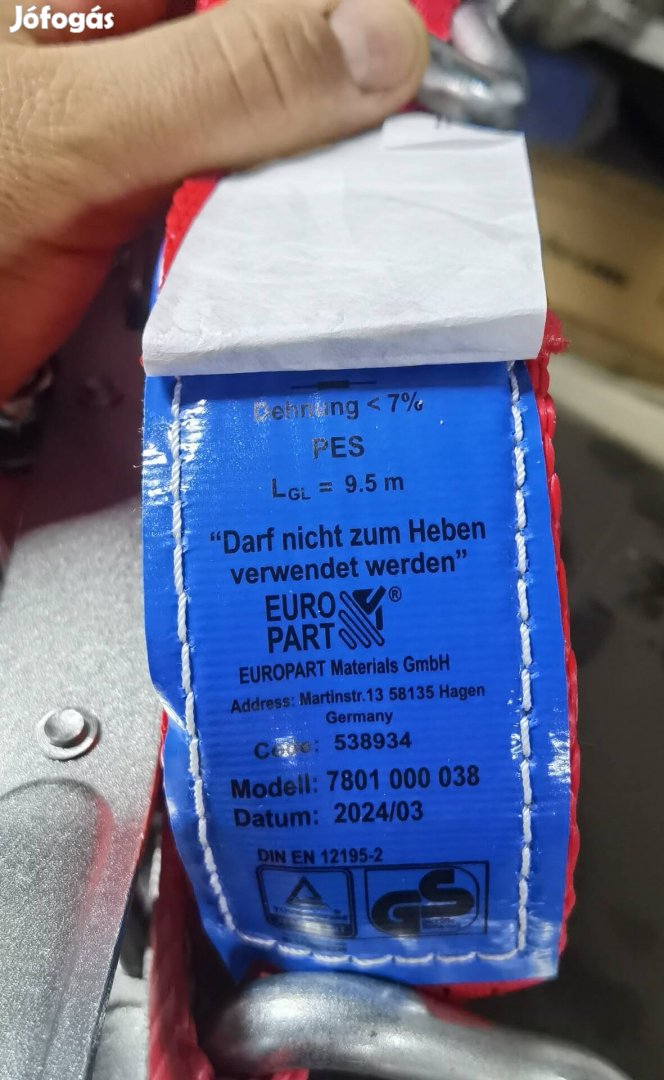 Jófogás
Dehnung < 7%
PES
LGL = 9.5 m
“Darf nicht zum Heben
verwendet werden”
EURO
PART ®
EUROPART Materials GmbH
Address: Martinstr.13 58135 Hagen
Germany
Code: 538934
Modell: 7801 000 038
Datum: 2024/03
DIN EN 12195-2
GS